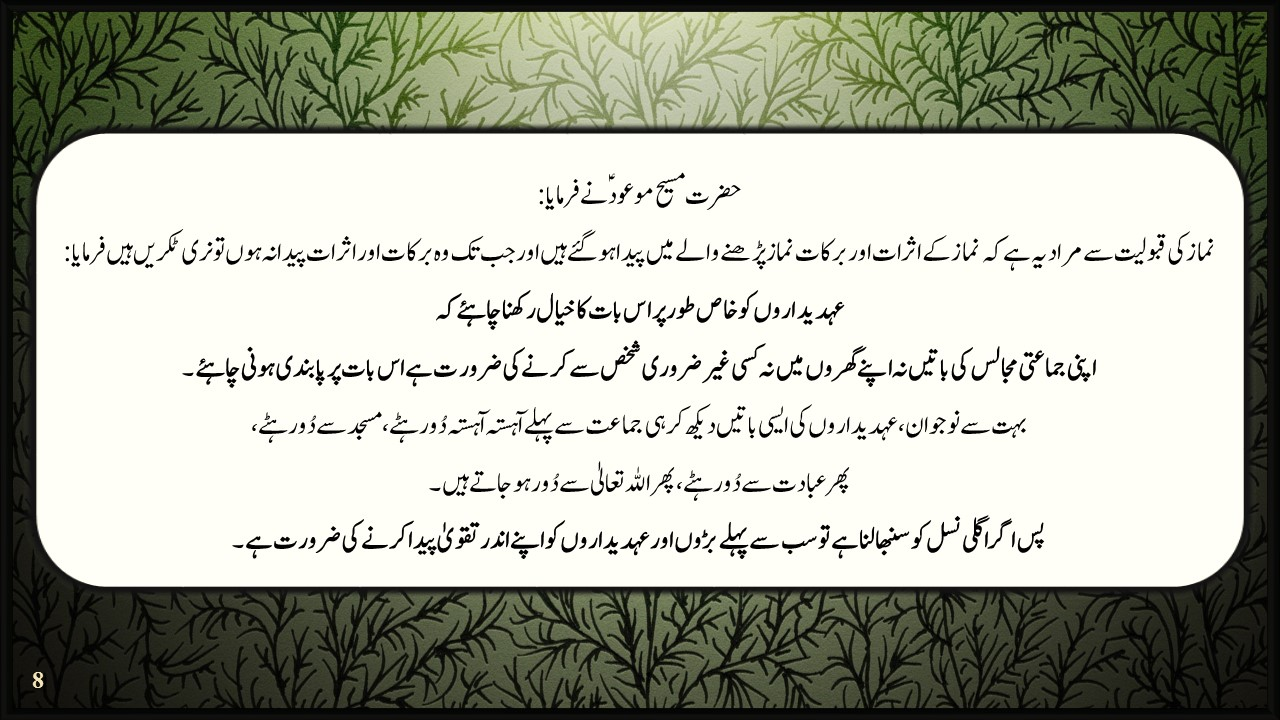 حضرت مسیح موعودؑ نے فرمایا:
نماز کی قبولیت سے مراد یہ ہے کہ نماز کے اثرات اور برکات نماز پڑھنے والے میں پیدا ہو گئے ہیں اور جب تک وہ برکات اور اثرات پیدا نہ ہوں تو نری ٹکریں ہیں فرمایا:
عہدیداروں کو خاص طور پر اس بات کا خیال رکھنا چاہئے کہ
اپنی جماعتی مجالس کی باتیں نہ اپنے گھروں میں نہ کسی غیر ضروری شخص سے کرنے کی ضرورت ہے اس بات پر پابندی ہونی چاہئے۔
بہت سے نوجوان، عہدیداروں کی ایسی باتیں دیکھ کر ہی جماعت سے پہلے آہستہ آہستہ دُور ہٹے، مسجد سے دُور ہٹے،
پھر عبادت سے دُور ہٹے، پھر اللہ تعالیٰ سے دُور ہو جاتے ہیں۔
پس اگر اگلی نسل کو سنبھالنا ہے تو سب سے پہلے بڑوں اور عہدیداروں کو اپنے اندر تقویٰ پیدا کرنے کی ضرورت ہے۔
8